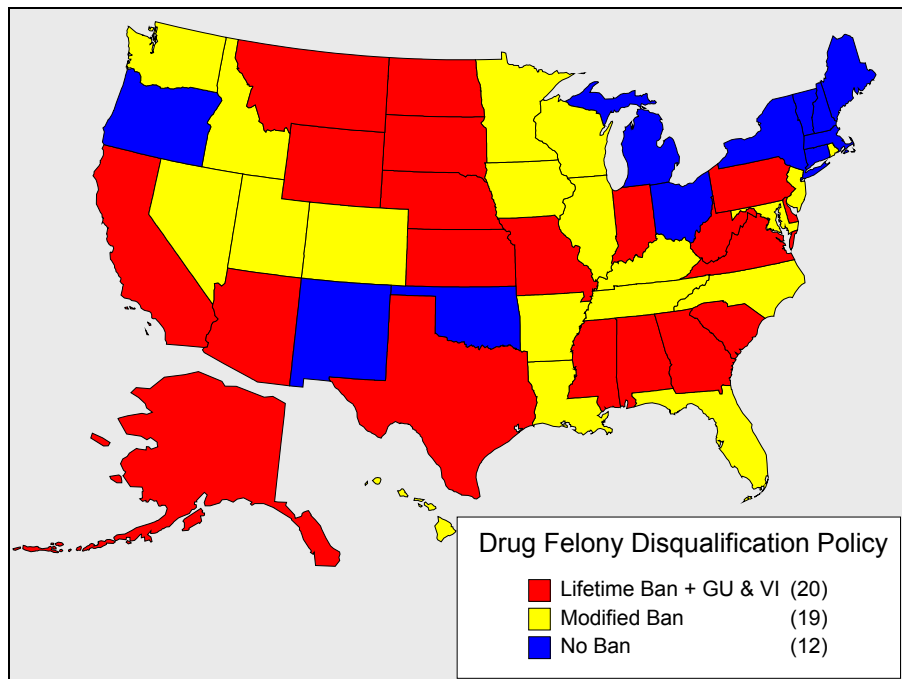 Drug Felony Disqualification Policy
Lifetime Ban + GU & VI (20)
Modified Ban (19)
No Ban (12)